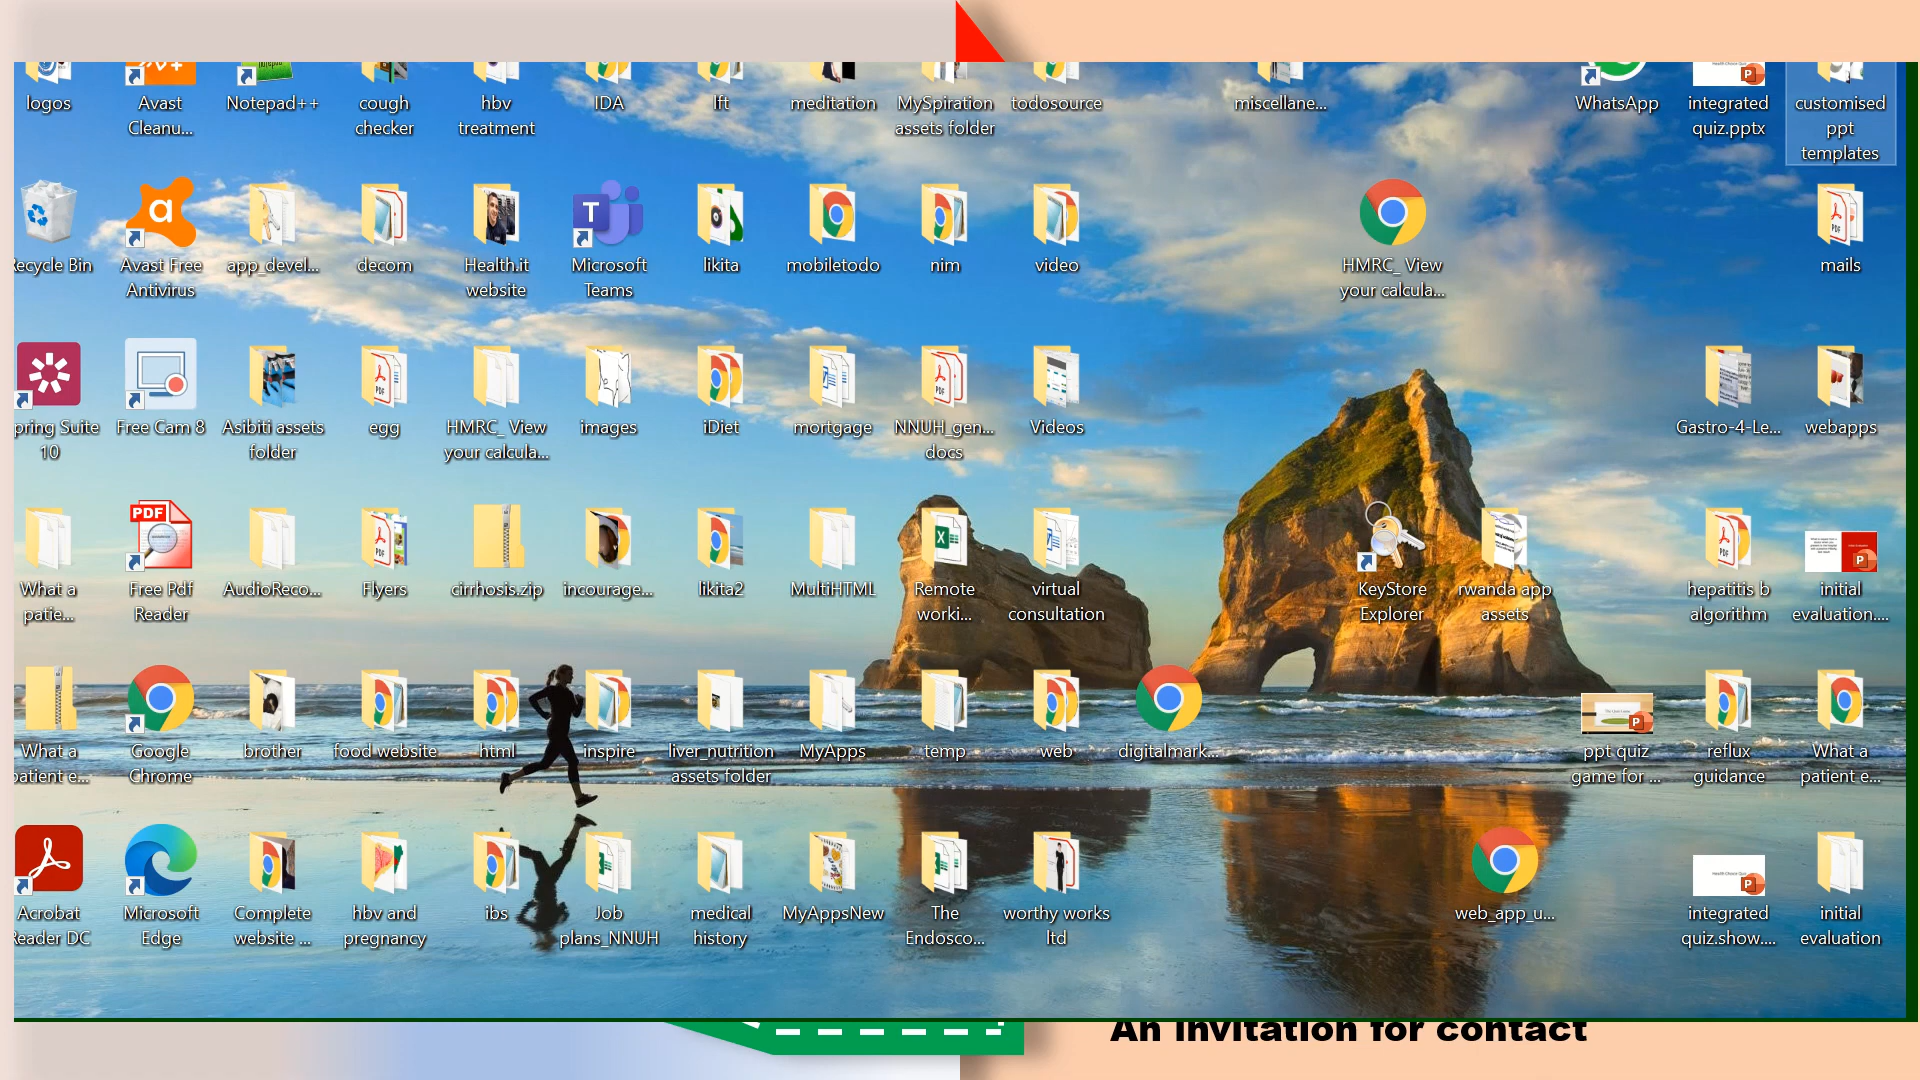 logos
Avast
Cleanu...
Notepad++
cough
checker
hbv
treatment
IDA
lft
meditation
MySpiration
assets folder
todosource
miscellane...
WhatsApp
integrated
quiz.pptx
customised
ppt
templates
Recycle Bin
Avast Free
Antivirus
app_devel...
decom
Health.it
website
Microsoft
Teams
likita
mobiletodo
nim
video
HMRC_ View
your calcula...
mails
pring Suite
10
Free Cam 8
Asibiti assets
folder
egg
HMRC_ View
your calcula...
images
iDiet
mortgage
NNUH_gen...
docs
Videos
Gastro-4-Le...
webapps
What a
patie...
Free Pdf
Reader
AudioReco...
Flyers
cirrhosis.zip
incourage...
likita2
MultiHTML
Remote
worki...
virtual
consultation
KeyStore
Explorer
rwanda app
assets
hepatitis b
algorithm
initial
evaluation....
What a
patient e...
Google
Chrome
brother
food website
html
inspire
liver_nutrition
assets folder
MyApps
temp
web
digitalmark...
ppt quiz
game for ...
reflux
guidance
What a
patient e...
Acrobat
Reader DC
Microsoft
Edge
Complete
website ...
hbv and
pregnancy
ibs
Job
plans_NNUH
medical
history
MyAppsNew
The
Endosco...
worthy works
ltd
web_app_u...
integrated
quiz.show....
initial
evaluation
An invitation for contact